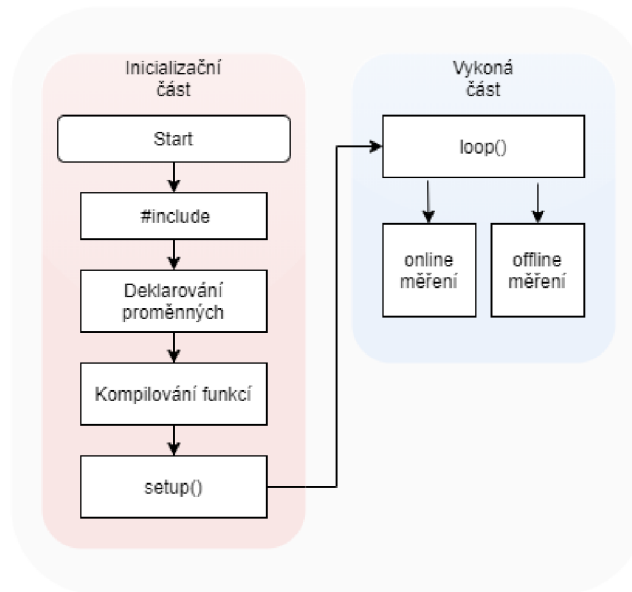 Inicializační
část
Start
#include
Deklarování
proměnných
Kompilování funkcí
setup()
Vykoná
část
loop()
online
měření
offline
měření